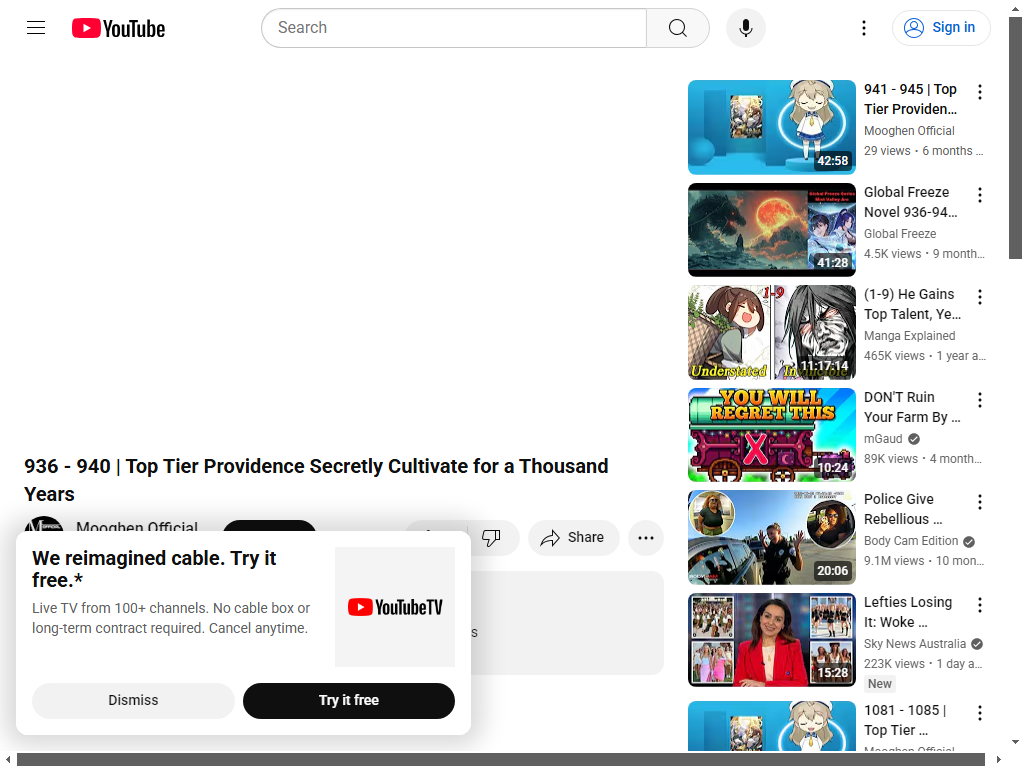 YouTube
Search
Sign in
941 - 945 | Top
Tier Providen...
Mooghen Official
29 views • 6 months ...
42:58
Global Freeze
Novel 936-94...
Global Freeze
4.5K views • 9 month...
41:28
(1-9) He Gains
Top Talent, Ye...
Manga Explained
465K views • 1 year a...
1-9
Understated
Invincible
11:17:14
DON'T Ruin
Your Farm By ...
mGaud
89K views • 4 month...
YOU WILL
REGRET THIS
X
10:24
936 - 940 | Top Tier Providence Secretly Cultivate for a Thousand
Years
Mooghen Official
Share
Police Give
Rebellious ...
Body Cam Edition
9.1M views • 10 mon...
20:06
We reimagined cable. Try it
free.*
Live TV from 100+ channels. No cable box or
long-term contract required. Cancel anytime.
YouTubeTV
Dismiss
Try it free
s
Lefties Losing
It: Woke ...
Sky News Australia
223K views • 1 day a...
New
15:28
1081 - 1085 |
Top Tier ...
Mooghen Official